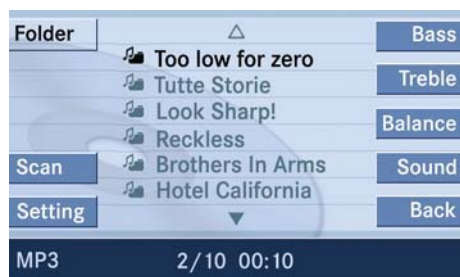 Folder
Too low for zero
Tutte Storie
Look Sharp!
Reckless
Brothers In Arms
Hotel California
Scan
Setting
Bass
Treble
Balance
Sound
Back
MP3 2/10 00:10